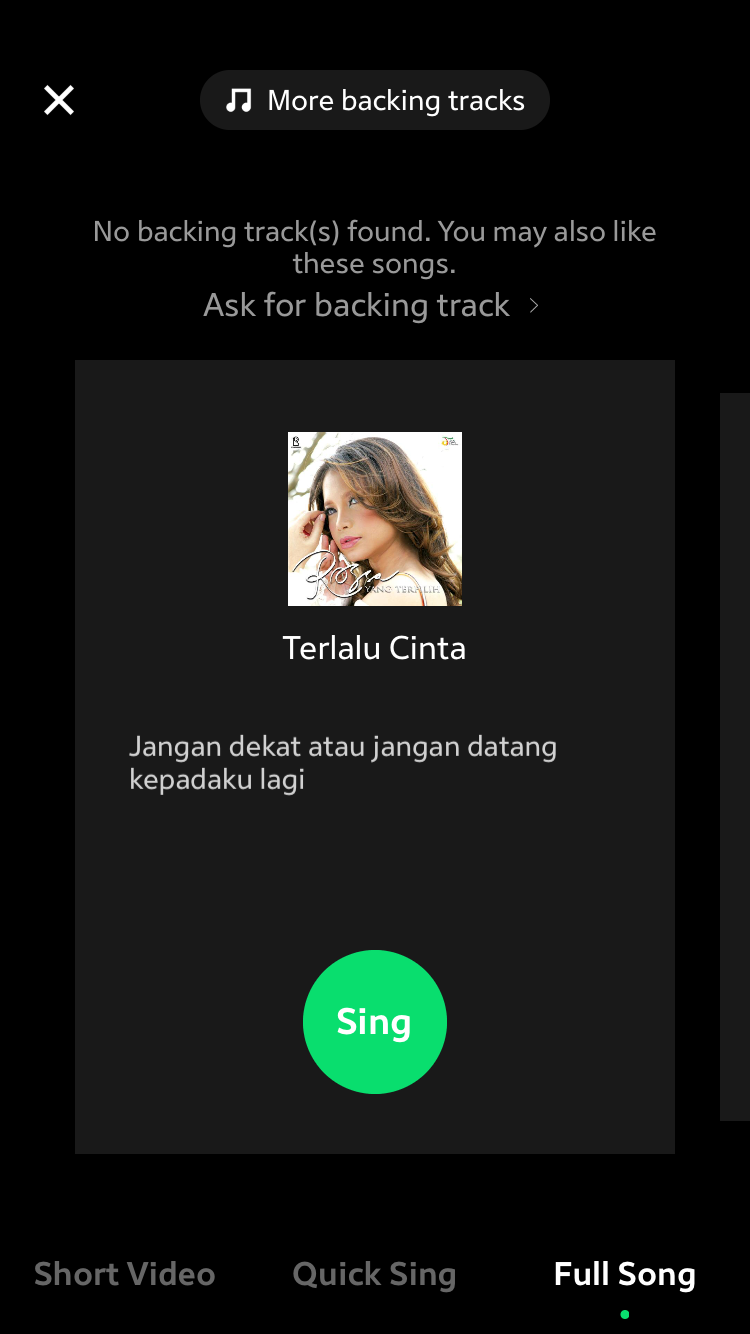 More backing tracks
No backing track(s) found. You may also like
these songs.
Ask for backing track
B
Rossa
YANG TERPILIH
Terlalu Cinta
Jangan dekat atau jangan datang
kepadaku lagi
Sing
Short Video
Quick Sing
Full Song